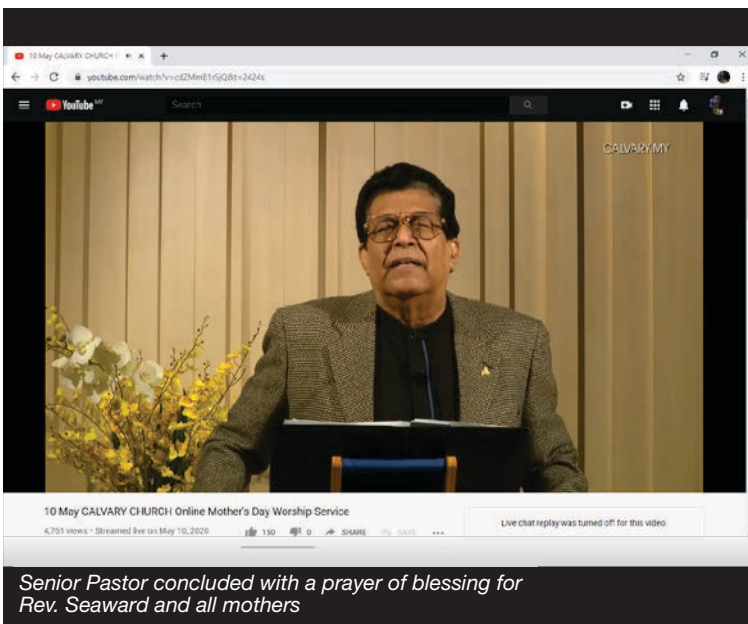 10 May CALVARY CHURCH
youtube.com/watch?v=
YouTube MY
Search
CALVARY.MY
10 May CALVARY CHURCH Online Mother's Day Worship Service
4,751 views • Streamed live on May 10, 2020
150
0
SHARE
SAVE
Live chat replay was turned off for this video.
Senior Pastor concluded with a prayer of blessing for
Rev. Seaward and all mothers